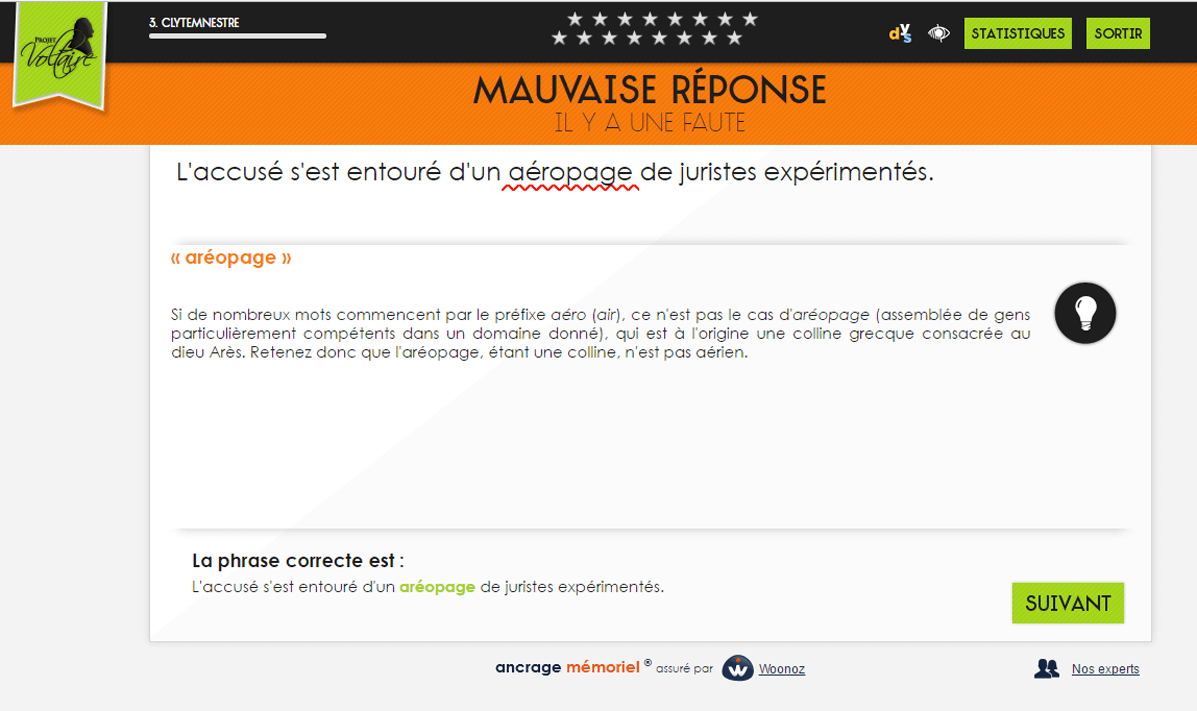 PROJET
Voltaire
3. CLYTEMNESTRE
dys
STATISTIQUES
SORTIR
MAUVAISE RÉPONSE
IL Y A UNE FAUTE
L'accusé s'est entouré d'un aéropage de juristes expérimentés.
« aréopage »
Si de nombreux mots commencent par le préfixe aéro (air), ce n'est pas le cas d'aréopage (assemblée de gens
particulièrement compétents dans un domaine donné), qui est à l'origine une colline grecque consacrée au
dieu Arès. Retenez donc que l'aréopage, étant une colline, n'est pas aérien.
La phrase correcte est :
L'accusé s'est entouré d'un aréopage de juristes expérimentés.
SUIVANT
ancrage mémoriel ® assuré par W Woonoz
Nos experts